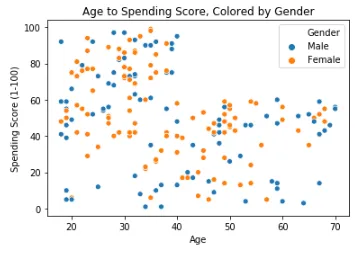 Age to Spending Score, Colored by Gender
Gender
Male
Female
Spending Score (1-100)
100
80
60
40
20
0
20
30
40
50
60
70
Age